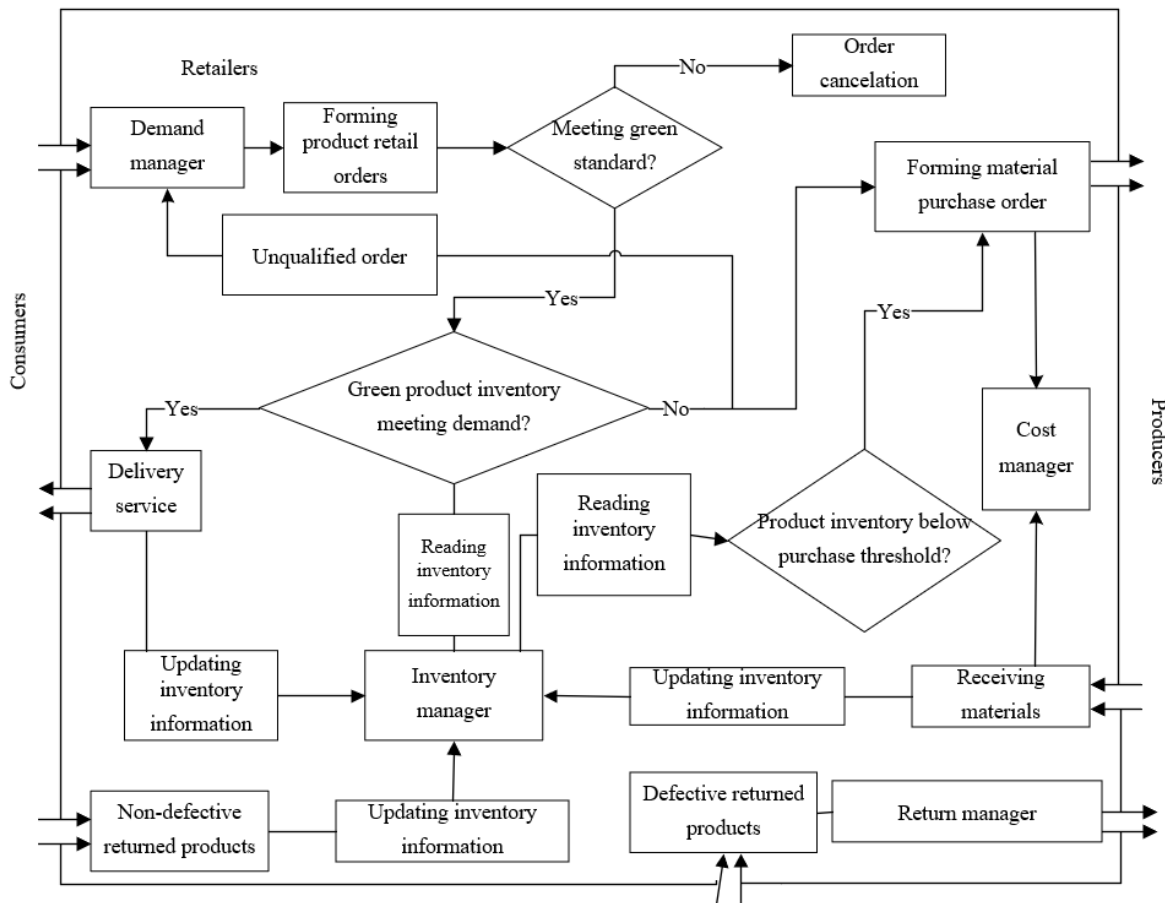 Retailers
Order
cancelation
No
Demand
manager
Forming
product retail
orders
Meeting green
standard?
Forming material
purchase order
Unqualified order
Yes
Yes
Consumers
Green product inventory
meeting demand?
Yes
No
Cost
manager
Producers
Delivery
service
Reading
inventory
information
Reading
inventory
information
Product inventory below
purchase threshold?
Updating
inventory
information
Inventory
manager
Updating inventory
information
Receiving
materials
Non-defective
returned products
Updating inventory
information
Defective returned
products
Return manager